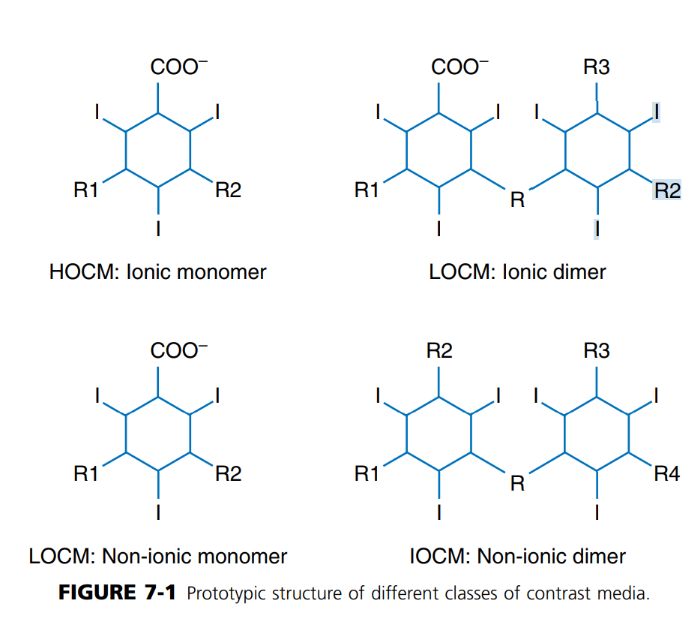 COO⁻ COO⁻ R3
I I I I I I
R1 R2 R1 R R2
I I I
HOCM: Ionic monomer LOCM: Ionic dimer
COO⁻ R2 R3
I I I I I I
R1 R2 R1 R R4
I I I
LOCM: Non-ionic monomer IOCM: Non-ionic dimer
FIGURE 7-1 Prototypic structure of different classes of contrast media.